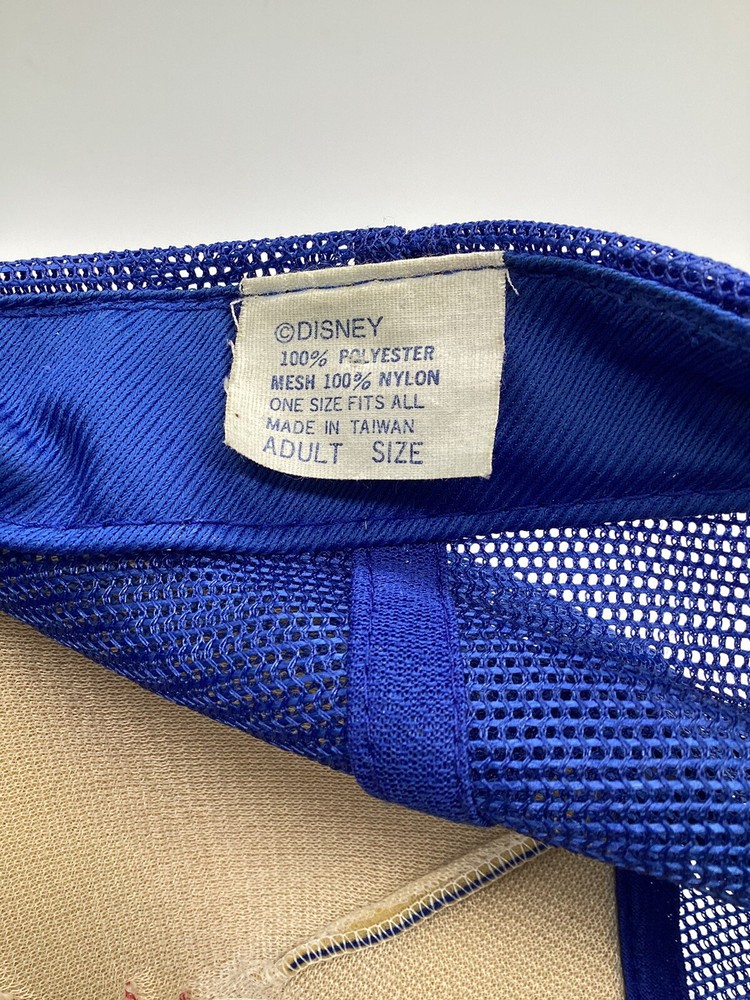 ©DISNEY
100% POLYESTER
MESH 100% NYLON
ONE SIZE FITS ALL
MADE IN TAIWAN
ADULT SIZE